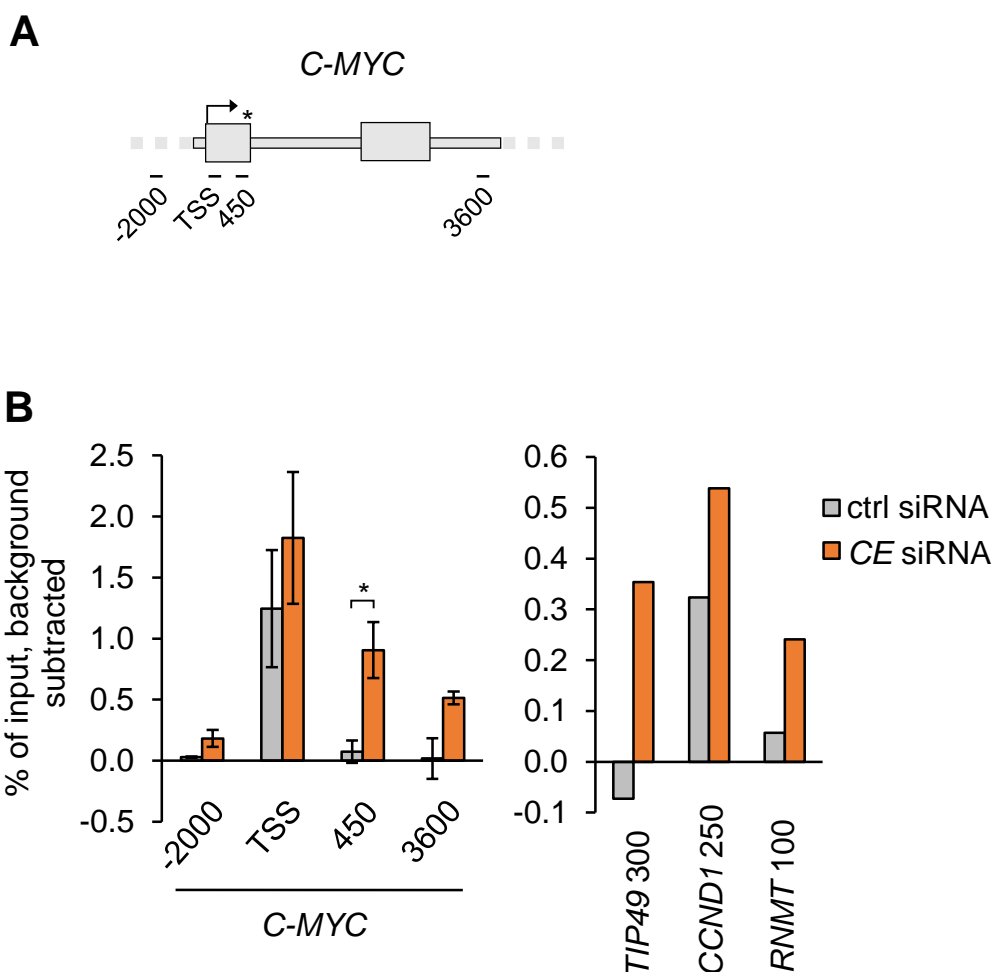 A
C-MYC
*
-2000
TSS
450
3600
B
% of input, background
subtracted
2.5
2.0
1.5
1.0
0.5
0.0
-0.5
*
-2000
TSS
450
3600
C-MYC
0.6
0.5
0.4
0.3
0.2
0.1
0.0
-0.1
TIP49 300
CCND1 250
RNMT 100
ctrl siRNA
CE siRNA